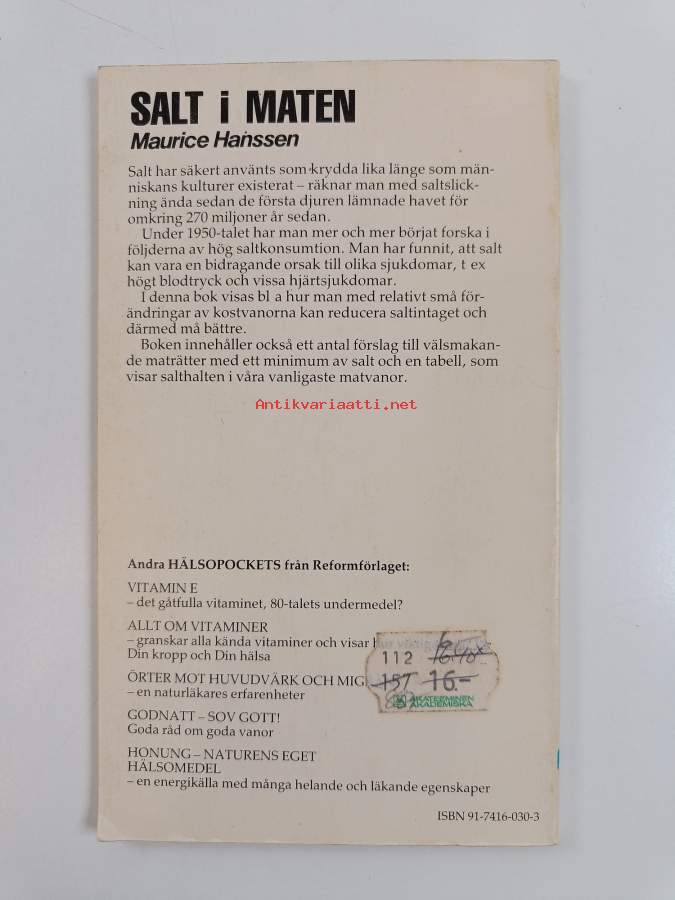 SALT i MATEN
Maurice Hanssen
Salt har säkert använts som krydda lika länge som män-
niskans kulturer existerat – räknar man med saltslick-
ning ända sedan de första djuren lämnade havet för
omkring 270 miljoner år sedan.
Under 1950-talet har man mer och mer börjat forska i
följderna av hög saltkonsumtion. Man har funnit, att salt
kan vara en bidragande orsak till olika sjukdomar, t ex
högt blodtryck och vissa hjärtsjukdomar.
I denna bok visas bl a hur man med relativt små för-
ändringar av kostvanorna kan reducera saltintaget och
därmed må bättre.
Boken innehåller också ett antal förslag till välsmakan-
de maträtter med ett minimum av salt och en tabell, som
visar salthalten i våra vanligaste matvanor.
Antikvariaatti.net
Andra HÄLSOPOCKETS från Reformförlaget:
VITAMIN E
– det gåtfulla vitaminet, 80-talets undermedel?
ALLT OM VITAMINER
– granskar alla kända vitaminer och visar
Din kropp och Din hälsa
ÖRTER MOT HUVUDVÄRK OCH MIG
– en naturläkares erfarenheter
GODNATT – SOV GOTT!
Goda råd om goda vanor
HONUNG – NATURENS EGET
HÄLSOMEDEL
– en energikälla med många helande och läkande egenskaper
112
157 16.–
AKATEEMINEN
AKADEMISKA
ISBN 91-7416-030-3